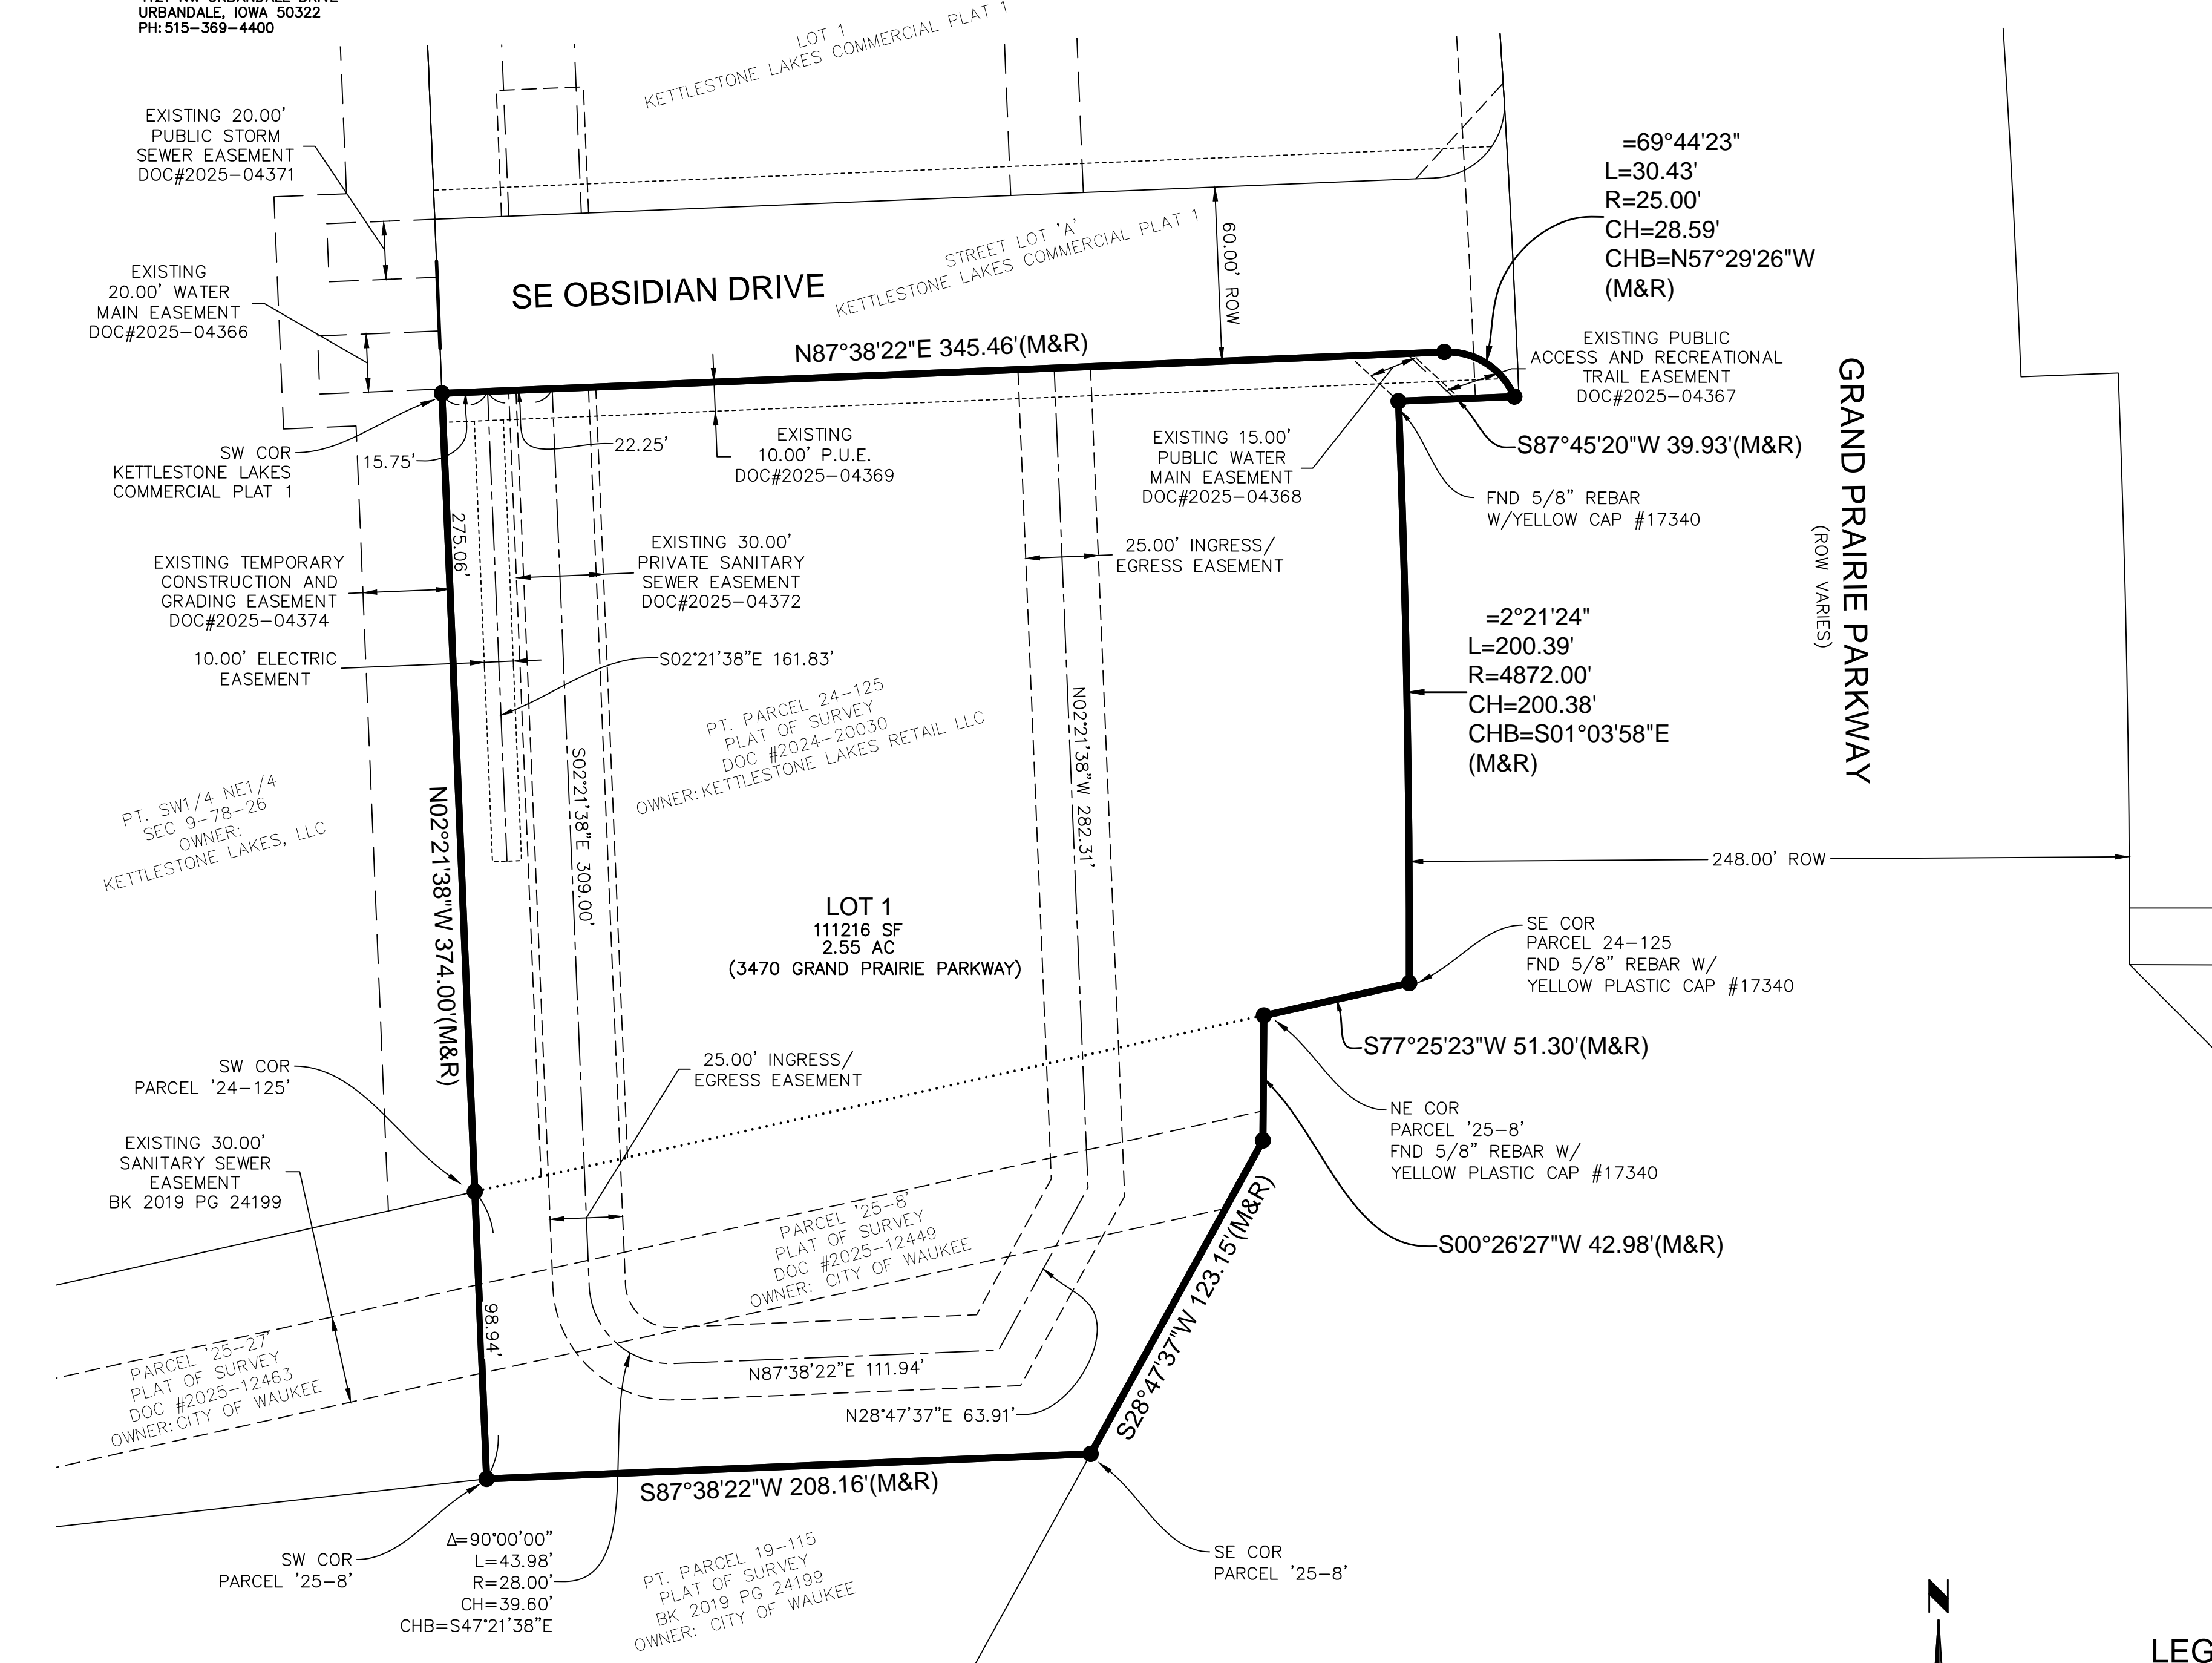 URBANDALE, IOWA 50322
PH: 515-369-4400
LOT 1
KETTLESTONE LAKES COMMERCIAL PLAT 1
EXISTING 20.00'
PUBLIC STORM
SEWER EASEMENT
DOC#2025-04371
EXISTING
20.00' WATER
MAIN EASEMENT
DOC#2025-04366
STREET LOT 'A'
KETTLESTONE LAKES COMMERCIAL PLAT 1
SE OBSIDIAN DRIVE
60.00' ROW
N87°38'22"E 345.46'(M&R)
=69°44'23"
L=30.43'
R=25.00'
CH=28.59'
CHB=N57°29'26"W
(M&R)
EXISTING PUBLIC
ACCESS AND RECREATIONAL
TRAIL EASEMENT
DOC#2025-04367
S87°45'20"W 39.93'(M&R)
GRAND PRAIRIE PARKWAY
(ROW VARIES)
SW COR
KETTLESTONE LAKES
COMMERCIAL PLAT 1
15.75'
22.25'
EXISTING
10.00' P.U.E.
DOC#2025-04369
EXISTING 15.00'
PUBLIC WATER
MAIN EASEMENT
DOC#2025-04368
FND 5/8" REBAR
W/YELLOW CAP #17340
275.06'
EXISTING TEMPORARY
CONSTRUCTION AND
GRADING EASEMENT
DOC#2025-04374
EXISTING 30.00'
PRIVATE SANITARY
SEWER EASEMENT
DOC#2025-04372
25.00' INGRESS/
EGRESS EASEMENT
10.00' ELECTRIC
EASEMENT
S02°21'38"E 161.83'
=2°21'24"
L=200.39'
R=4872.00'
CH=200.38'
CHB=S01°03'58"E
(M&R)
PT. PARCEL 24-125
PLAT OF SURVEY
DOC #2024-20030
OWNER: KETTLESTONE LAKES RETAIL LLC
S02°21'38"E 309.00'
N02°21'38"W 282.31'
PT. SW1/4 NE1/4
SEC 9-78-26
OWNER:
KETTLESTONE LAKES, LLC
N02°21'38"W 374.00'(M&R)
248.00' ROW
LOT 1
111216 SF
2.55 AC
(3470 GRAND PRAIRIE PARKWAY)
SE COR
PARCEL 24-125
FND 5/8" REBAR W/
YELLOW PLASTIC CAP #17340
S77°25'23"W 51.30'(M&R)
SW COR
PARCEL '24-125'
25.00' INGRESS/
EGRESS EASEMENT
NE COR
PARCEL '25-8'
FND 5/8" REBAR W/
YELLOW PLASTIC CAP #17340
EXISTING 30.00'
SANITARY SEWER
EASEMENT
BK 2019 PG 24199
PARCEL '25-8'
PLAT OF SURVEY
DOC #2025-12449
OWNER: CITY OF WAUKEE
S00°26'27"W 42.98'(M&R)
S28°47'37"W 123.15'(M&R)
98.94'
PARCEL '25-27'
PLAT OF SURVEY
DOC #2025-12463
OWNER: CITY OF WAUKEE
N87°38'22"E 111.94'
N28°47'37"E 63.91'
S87°38'22"W 208.16'(M&R)
SW COR
PARCEL '25-8'
Δ=90°00'00"
L=43.98'
R=28.00'
CH=39.60'
CHB=S47°21'38"E
PT. PARCEL 19-115
PLAT OF SURVEY
BK 2019 PG 24199
OWNER: CITY OF WAUKEE
SE COR
PARCEL '25-8'
N
LEG